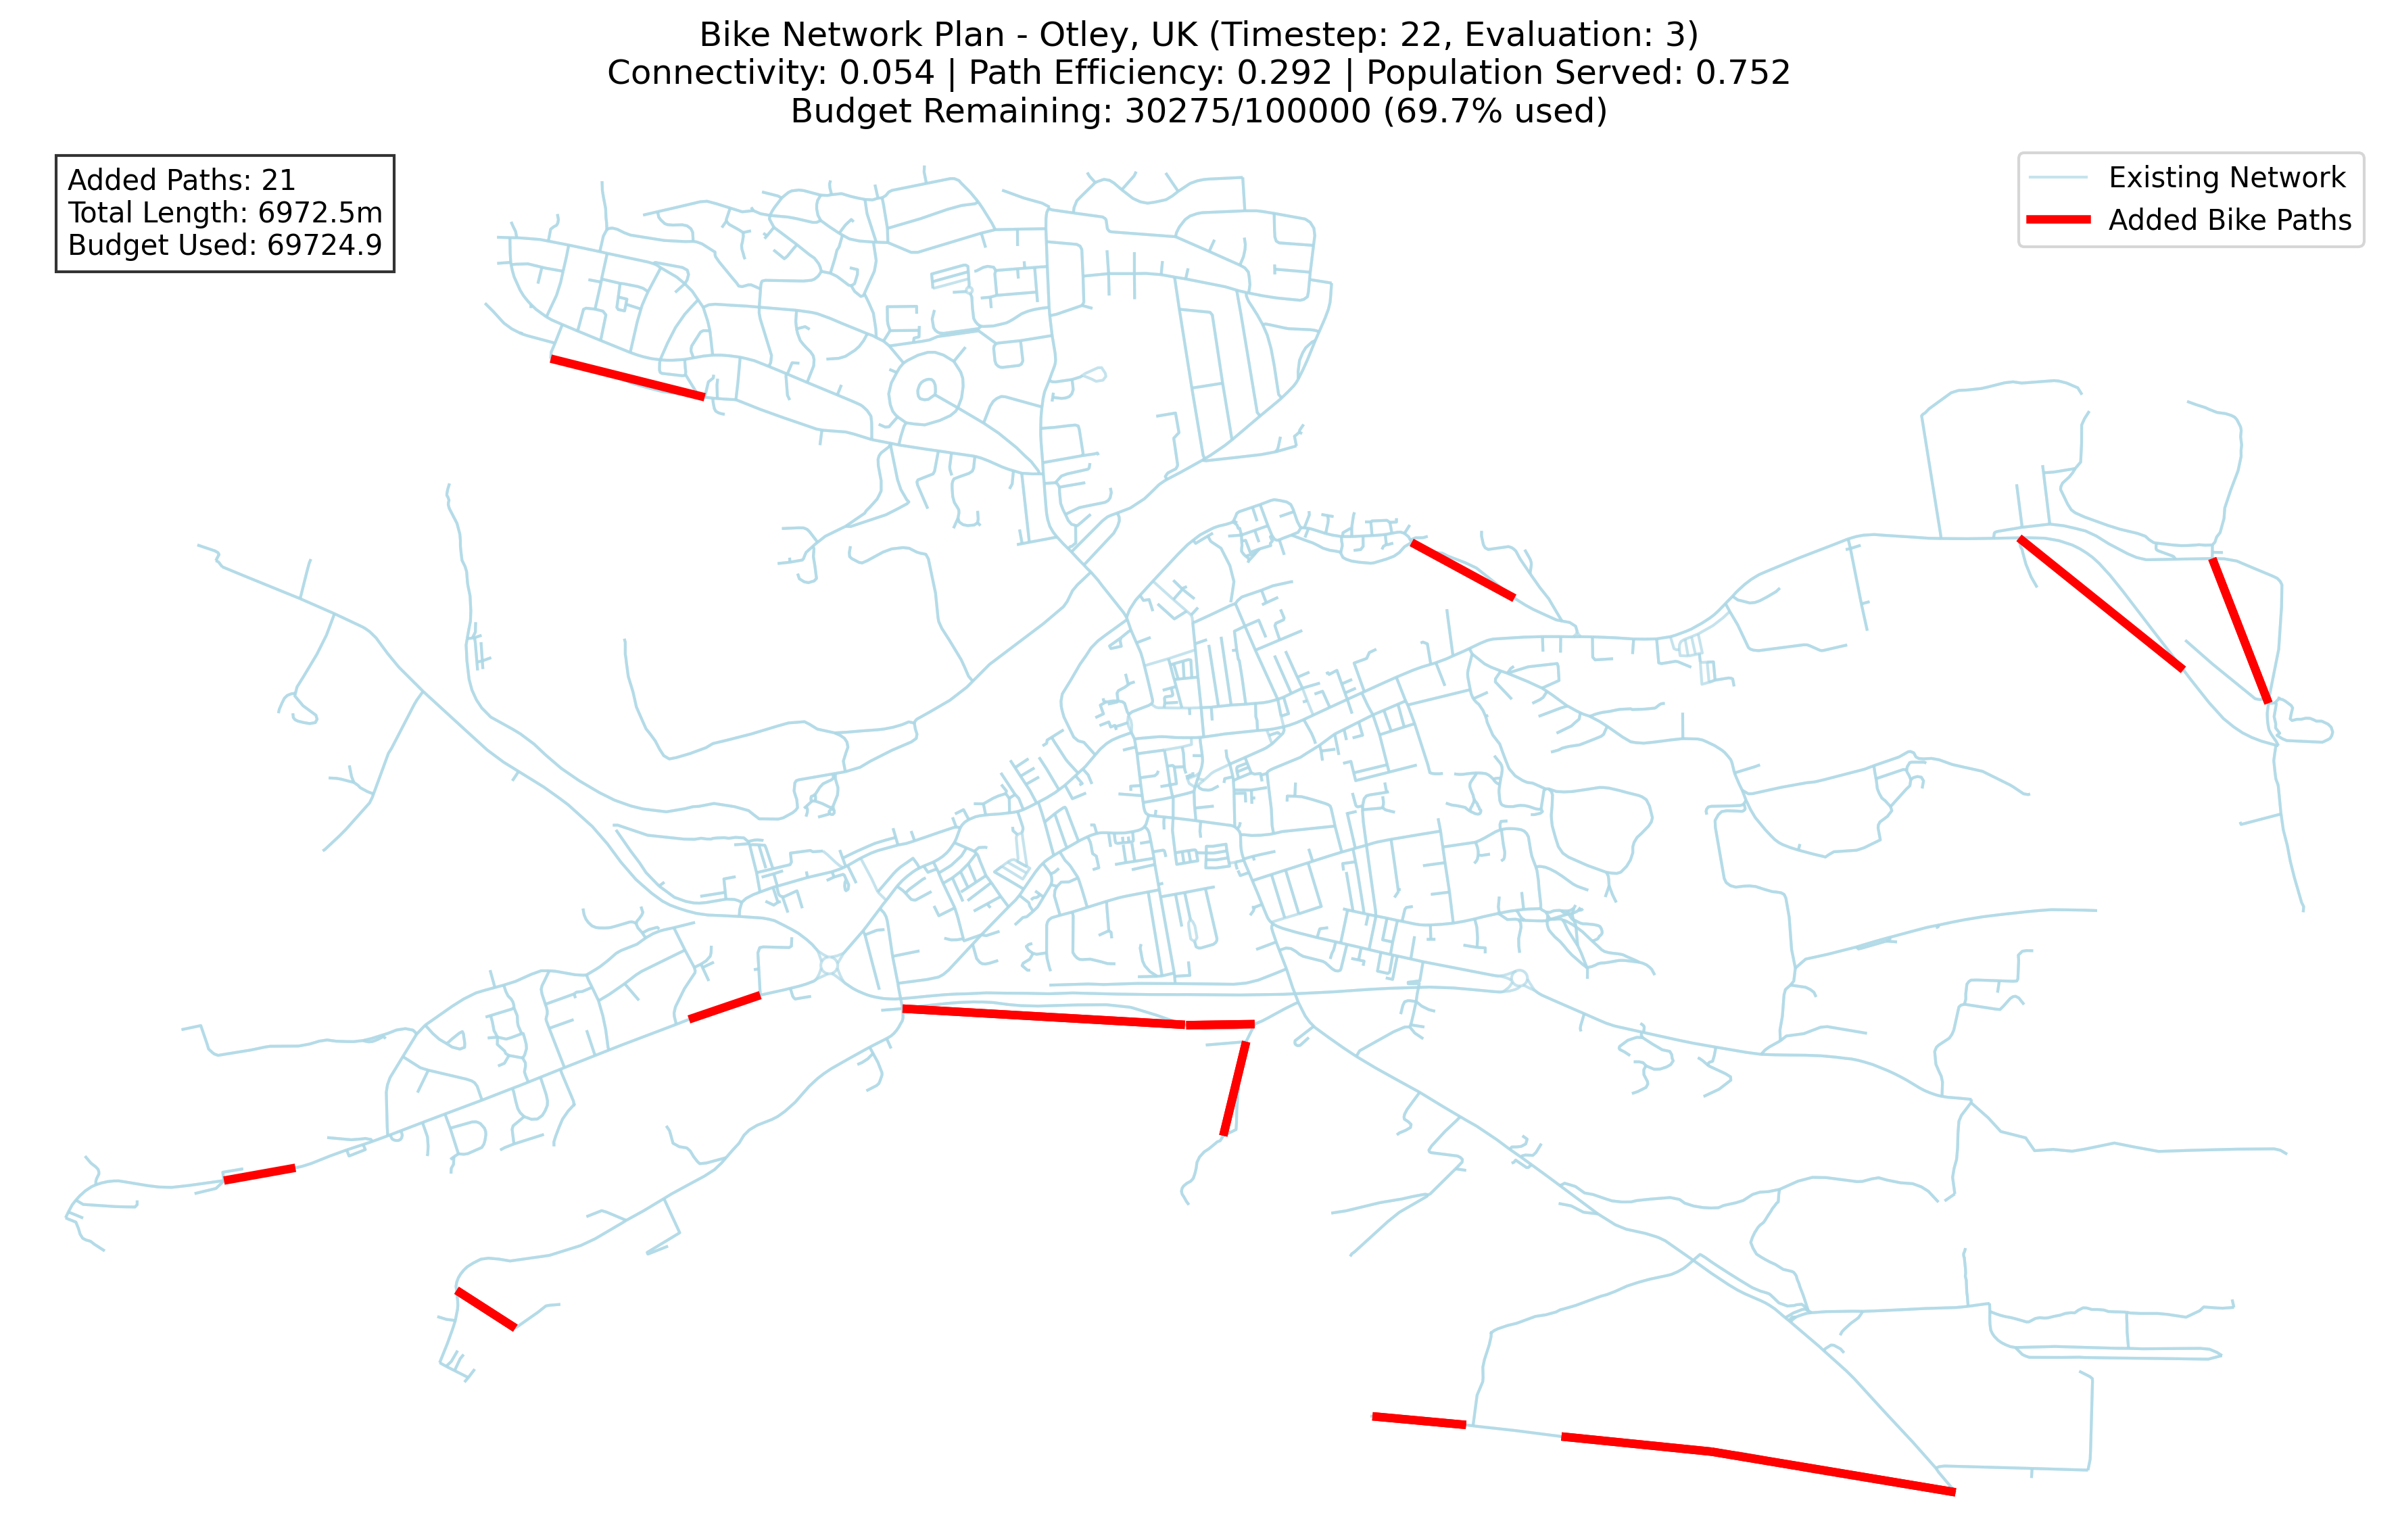 Bike Network Plan - Otley, UK (Timestep: 22, Evaluation: 3)
Connectivity: 0.054 | Path Efficiency: 0.292 | Population Served: 0.752
Budget Remaining: 30275/100000 (69.7% used)
Added Paths: 21
Total Length: 6972.5m
Budget Used: 69724.9
Existing Network
Added Bike Paths